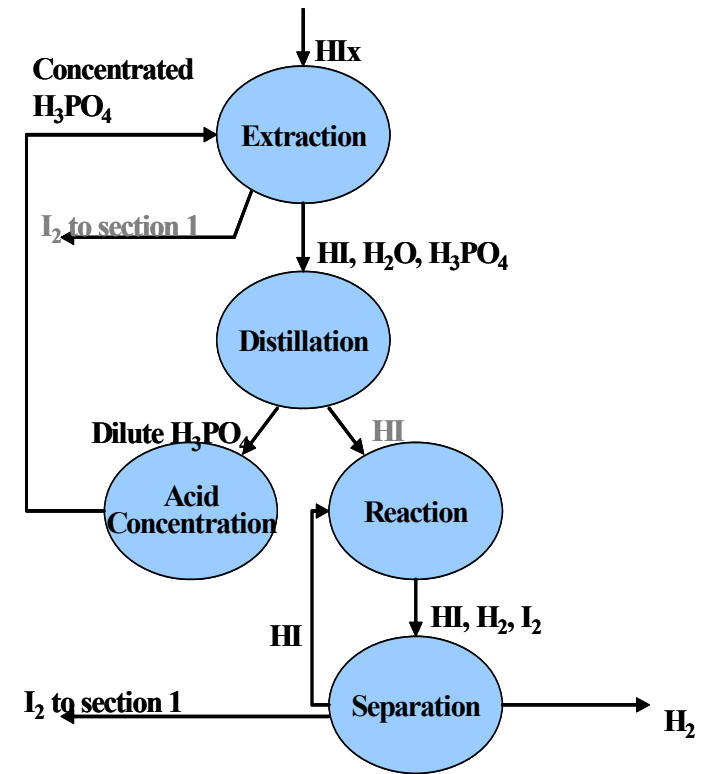 HIx
Concentrated
H₃PO₄
Extraction
I₂ to section 1
HI, H₂O, H₃PO₄
Distillation
Dilute H₃PO₄
HI
Acid
Concentration
Reaction
HI, H₂, I₂
HI
I₂ to section 1
Separation
H₂